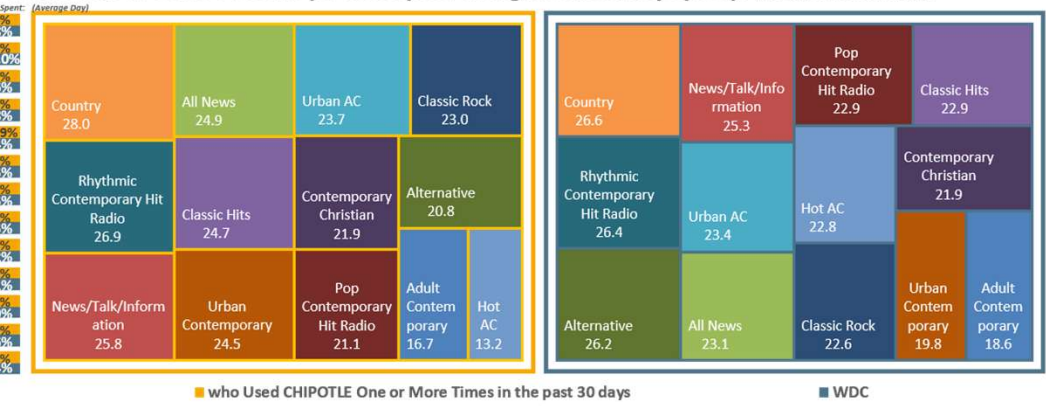 Spent: (Average Day)
Country
28.0
All News
24.9
Urban AC
23.7
Classic Rock
23.0
Rhythmic
Contemporary Hit
Radio
26.9
Classic Hits
24.7
Contemporary
Christian
21.9
Alternative
20.8
News/Talk/Inform
ation
25.8
Urban
Contemporary
24.5
Pop
Contemporary
Hit Radio
21.1
Adult
Contem
porary
16.7
Hot
AC
13.2
Country
26.6
News/Talk/Info
rmation
25.3
Pop
Contemporary
Hit Radio
22.9
Classic Hits
22.9
Rhythmic
Contemporary
Hit Radio
26.4
Urban AC
23.4
Hot AC
22.8
Contemporary
Christian
21.9
Alternative
26.2
All News
23.1
Classic Rock
22.6
Urban
Contem
porary
19.8
Adult
Contem
porary
18.6
who Used CHIPOTLE One or More Times in the past 30 days
WDC